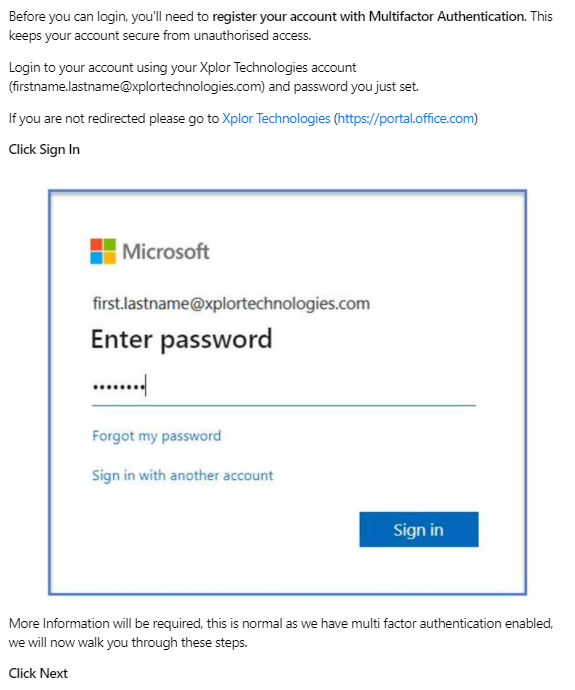 Before you can login, you'll need to register your account with Multifactor Authentication. This
keeps your account secure from unauthorised access.
Login to your account using your Xplor Technologies account
(firstname.lastname@xplortechnologies.com) and password you just set.
If you are not redirected please go to Xplor Technologies (https://portal.office.com)
Click Sign In
Microsoft
first.lastname@xplortechnologies.com
Enter password
••••••••
Forgot my password
Sign in with another account
Sign in
More Information will be required, this is normal as we have multi factor authentication enabled,
we will now walk you through these steps.
Click Next